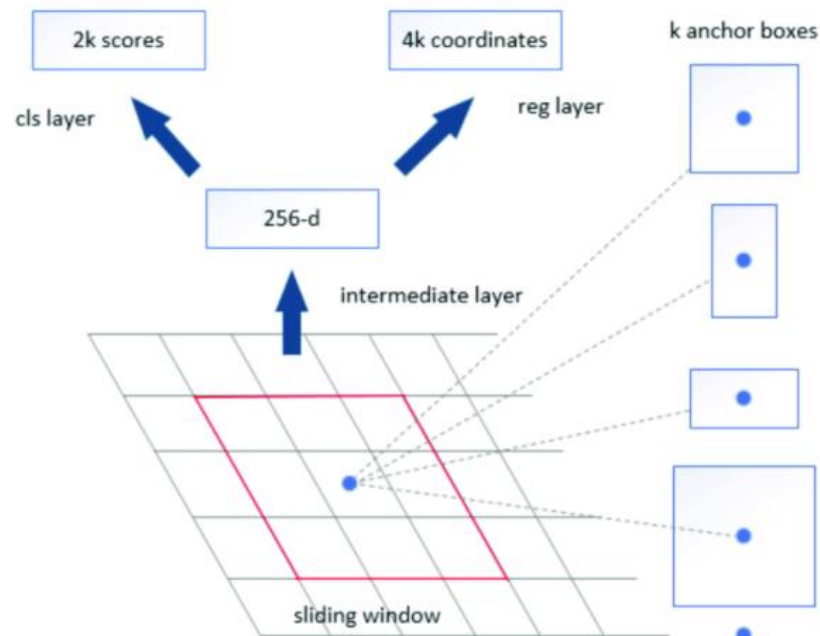 2k scores
4k coordinates
k anchor boxes
cls layer
reg layer
256-d
intermediate layer
sliding window